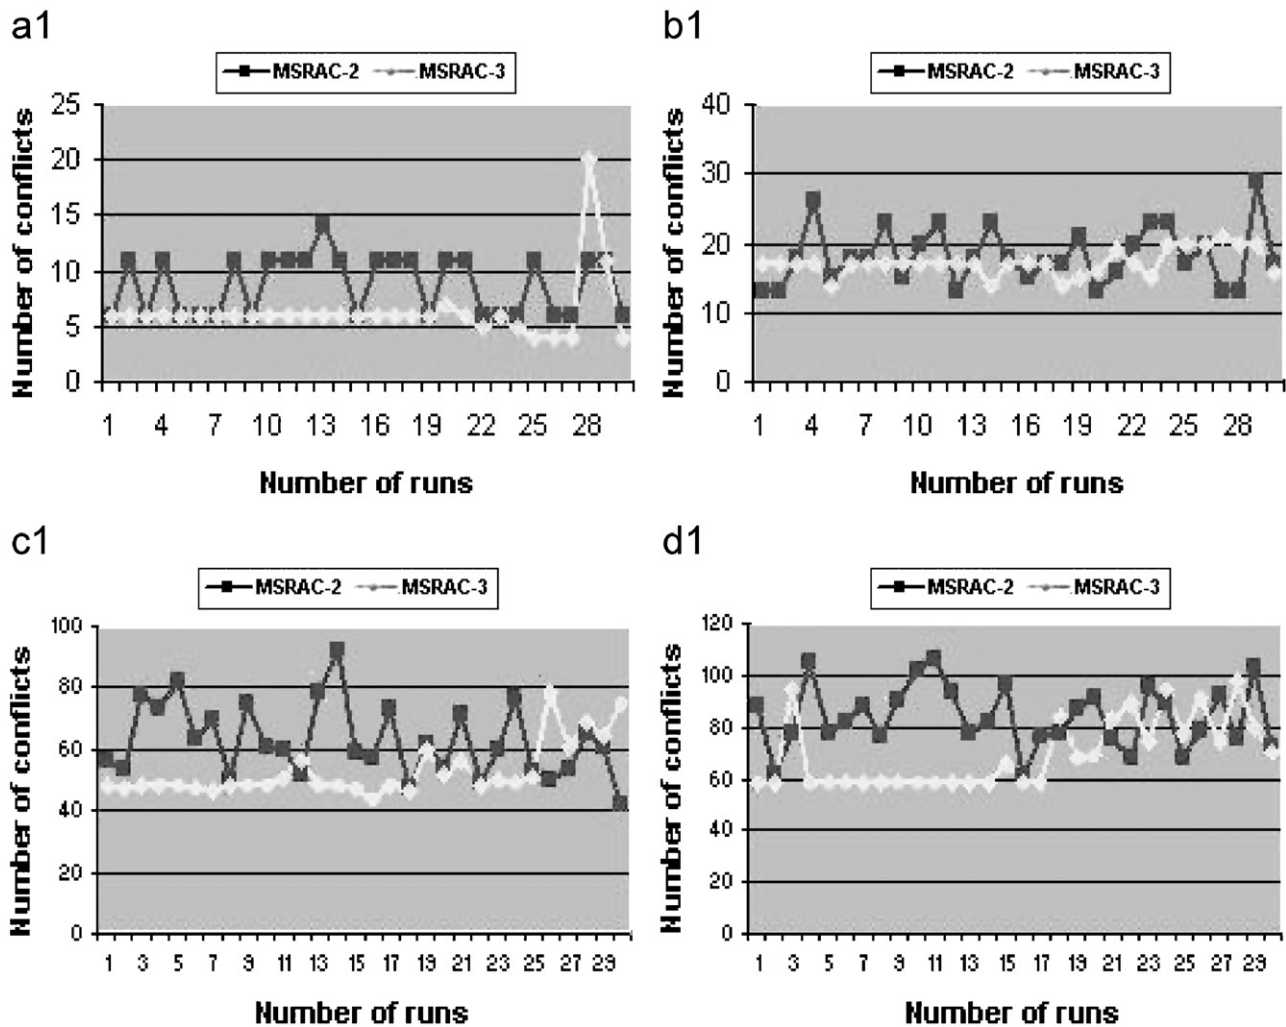 a1
MSRAC-2 MSRAC-3
Number of conflicts
25
20
15
10
5
0
1 4 7 10 13 16 19 22 25 28
Number of runs
b1
MSRAC-2 MSRAC-3
Number of conflicts
40
30
20
10
0
1 4 7 10 13 16 19 22 25 28
Number of runs
c1
MSRAC-2 MSRAC-3
Number of conflicts
100
80
60
40
20
0
1 3 5 7 9 11 13 15 17 19 21 23 25 27 29
Number of runs
d1
MSRAC-2 MSRAC-3
Number of conflicts
120
100
80
60
40
20
0
1 3 5 7 9 11 13 15 17 19 21 23 25 27 29
Number of runs